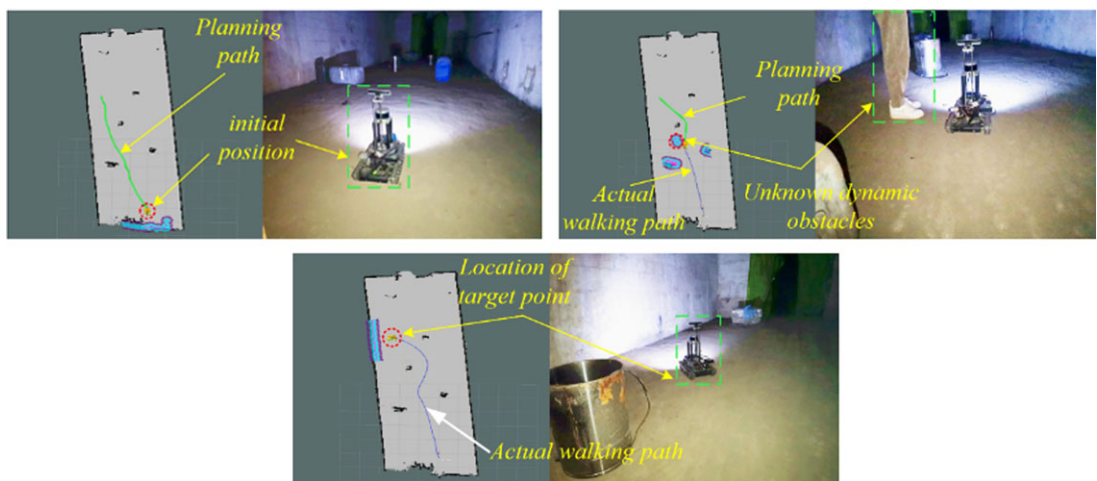 Planning
path
initial
position
Planning
path
Actual
walking path
Unknown dynamic
obstacles
Location of
target point
Actual walking path